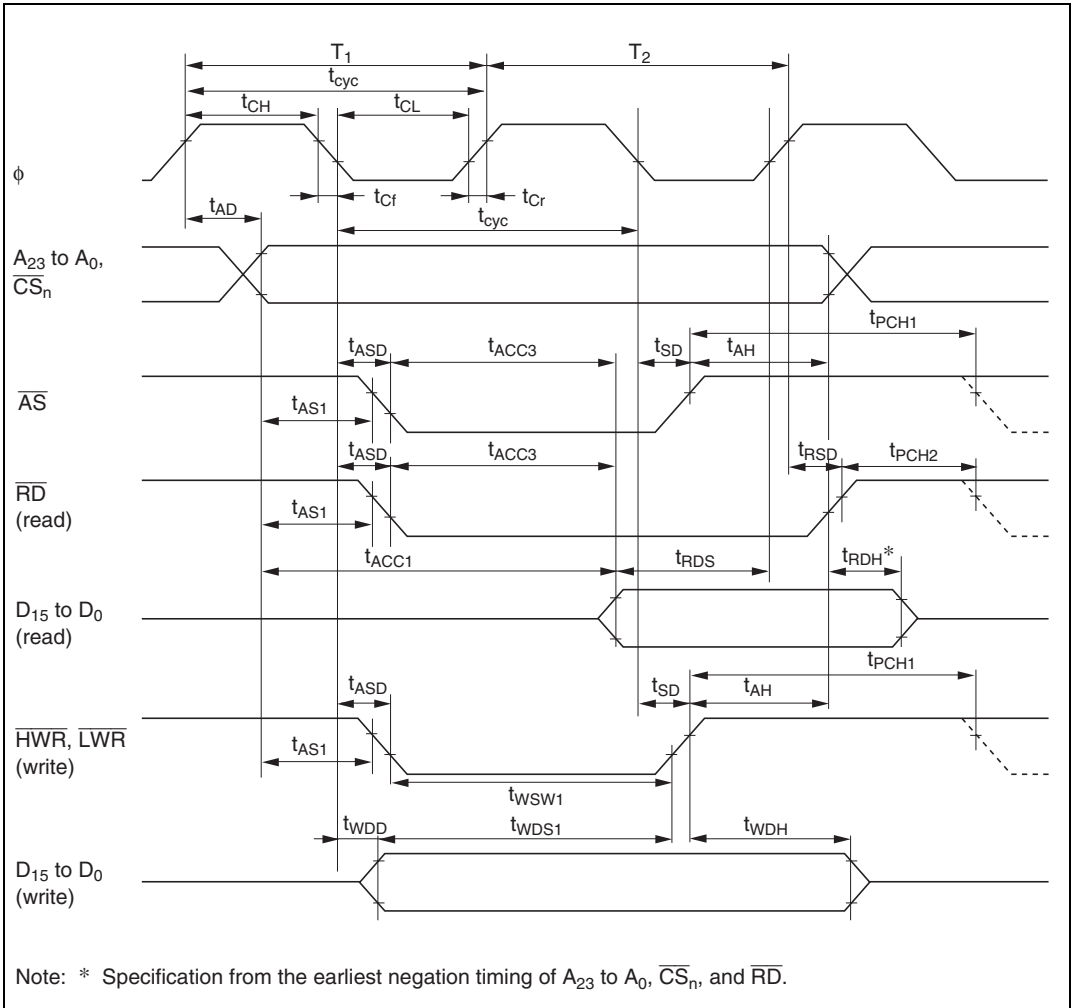 T1 T2
tcyc
tCH tCL
φ
tCf tCr
tAD tcyc
A23 to A0,
CSn
tPCH1
tASD tACC3 tSD tAH
AS
tAS1
tASD tACC3 tRSD tPCH2
RD
(read)
tAS1
tACC1 tRDS tRDH*
D15 to D0
(read)
tPCH1
tASD tSD tAH
HWR, LWR
(write)
tAS1
tWSW1
tWDD tWDS1 tWDH
D15 to D0
(write)
Note: * Specification from the earliest negation timing of A23 to A0, CSn, and RD.